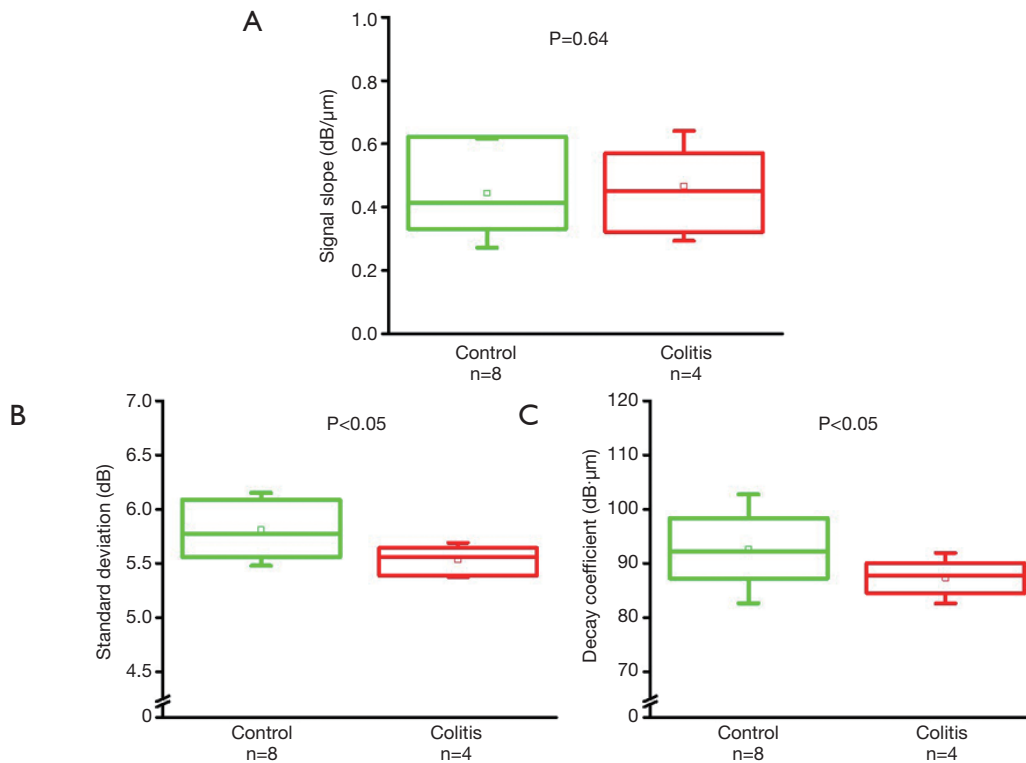 A
P=0.64
Signal slope (dB/μm)
1.0
0.8
0.6
0.4
0.2
0.0
Control
n=8
Colitis
n=4
B
P<0.05
Standard deviation (dB)
7.0
6.5
6.0
5.5
5.0
4.5
0
Control
n=8
Colitis
n=4
C
P<0.05
Decay coefficient (dB·μm)
120
110
100
90
80
70
0
Control
n=8
Colitis
n=4